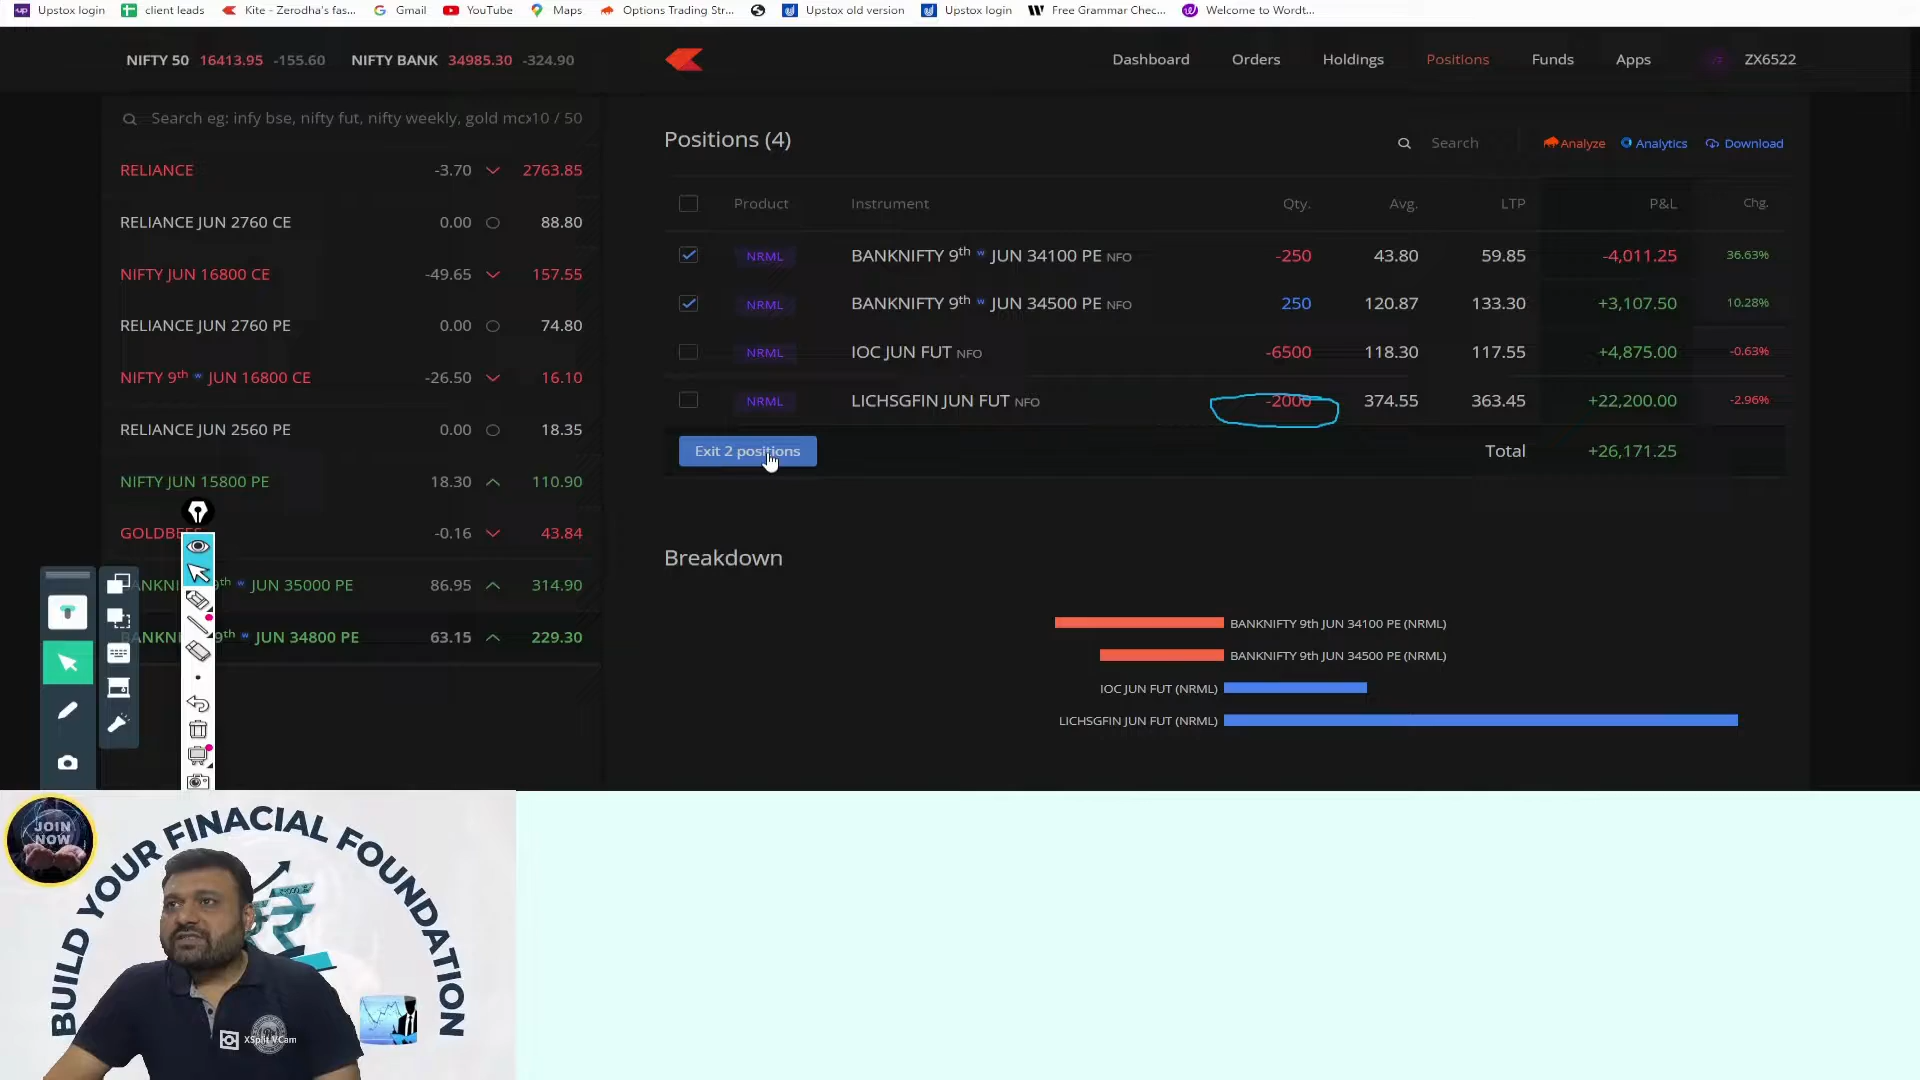 Upstox login client leads Kite - Zerodha's fas... Gmail YouTube Maps Options Trading Str... Upstox old version Upstox login Free Grammar Chec... Welcome to Wordt...
NIFTY 50 16413.95 -155.60 NIFTY BANK 34985.30 -324.90
Dashboard Orders Holdings Positions Funds Apps ZX6522
Search eg: infy bse, nifty fut, nifty weekly, gold mcx 10 / 50
RELIANCE -3.70 2763.85
RELIANCE JUN 2760 CE 0.00 88.80
NIFTY JUN 16800 CE -49.65 157.55
RELIANCE JUN 2760 PE 0.00 74.80
NIFTY 9th w JUN 16800 CE -26.50 16.10
RELIANCE JUN 2560 PE 0.00 18.35
NIFTY JUN 15800 PE 18.30 110.90
GOLDBEES -0.16 43.84
BANKNIFTY 9th w JUN 35000 PE 86.95 314.90
BANKNIFTY 9th w JUN 34800 PE 63.15 229.30
Positions (4)
Search Analyze Analytics Download
Product Instrument Qty. Avg. LTP P&L Chg.
NRML BANKNIFTY 9th w JUN 34100 PE NFO -250 43.80 59.85 -4,011.25 36.63%
NRML BANKNIFTY 9th w JUN 34500 PE NFO 250 120.87 133.30 +3,107.50 10.28%
NRML IOC JUN FUT NFO -6500 118.30 117.55 +4,875.00 -0.63%
NRML LICHSGFIN JUN FUT NFO -2000 374.55 363.45 +22,200.00 -2.96%
Exit 2 positions Total +26,171.25
Breakdown
BANKNIFTY 9th JUN 34100 PE (NRML)
BANKNIFTY 9th JUN 34500 PE (NRML)
IOC JUN FUT (NRML)
LICHSGFIN JUN FUT (NRML)
JOIN
NOW
BUILD YOUR FINACIAL FOUNDATION
XSplit VCam